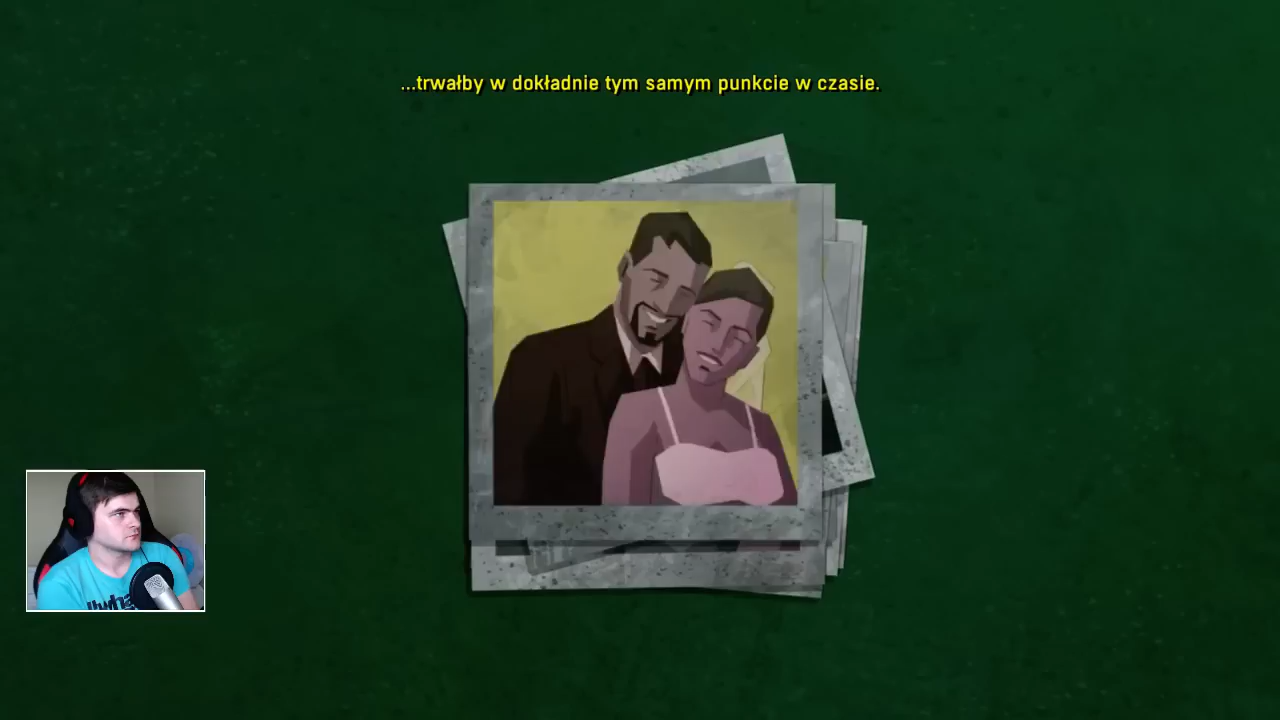 ...trwałby w dokładnie tym samym punkcie w czasie.